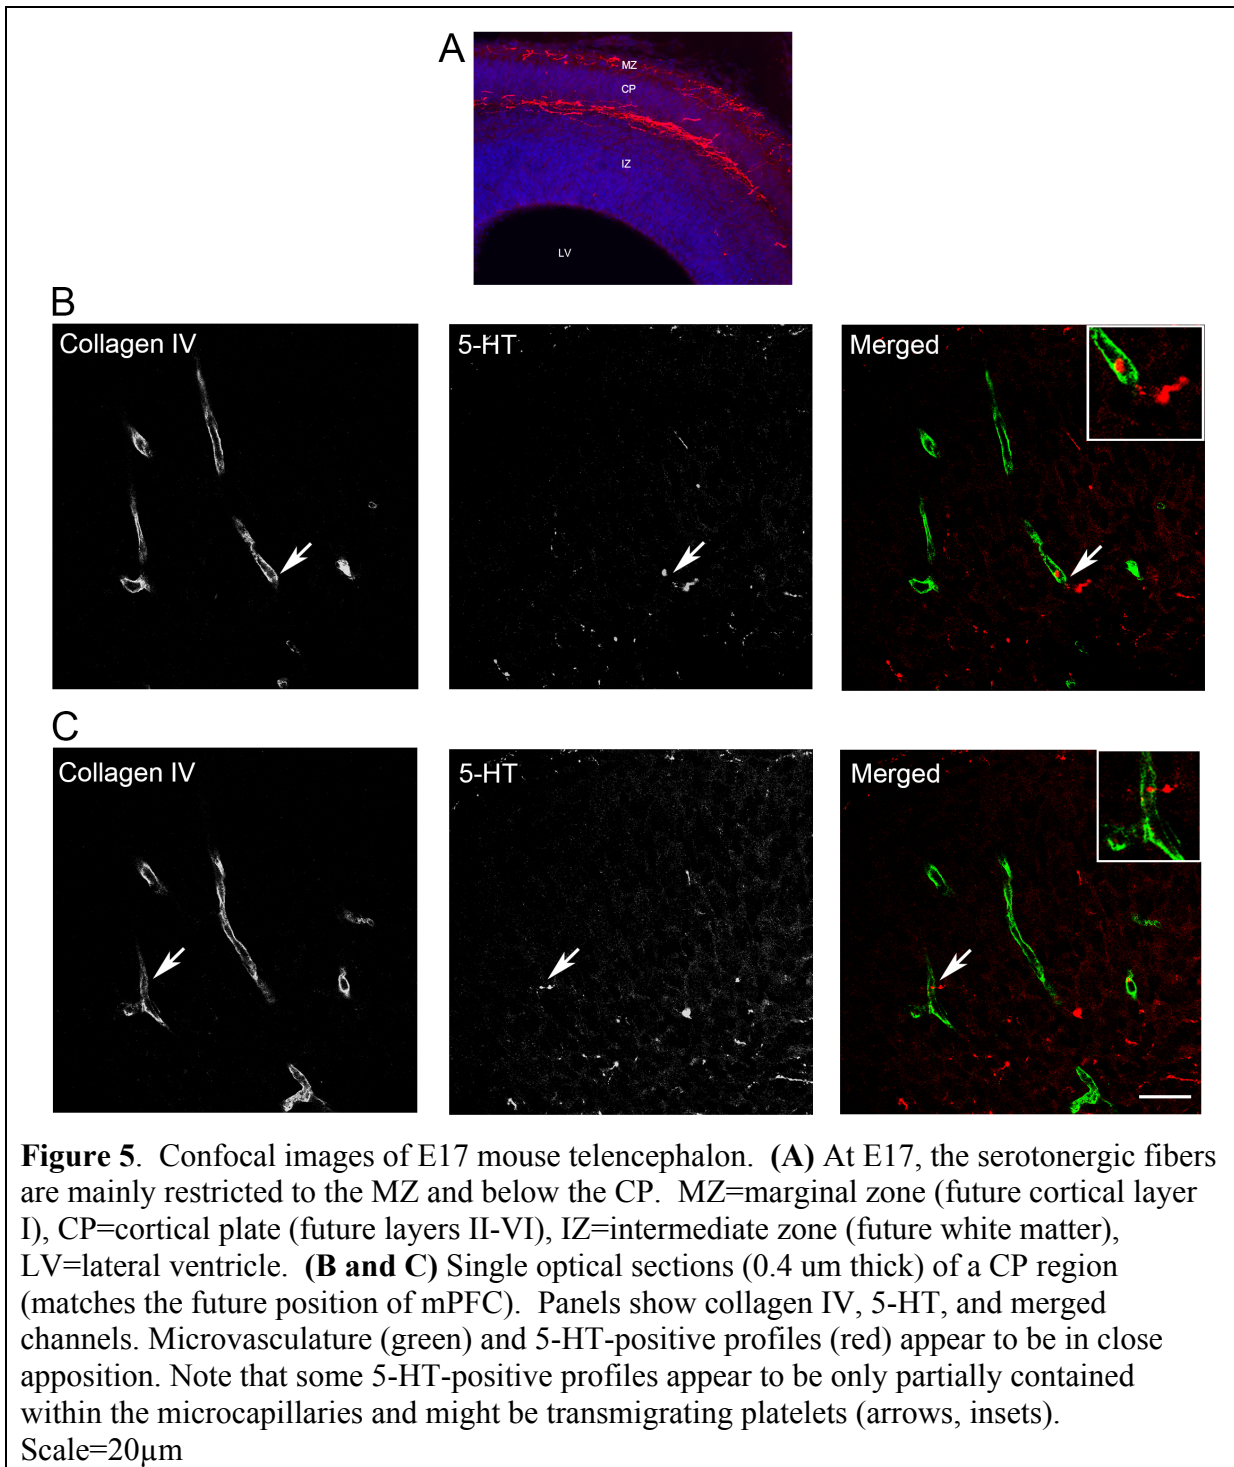 A
MZ
CP
IZ
LV
B
Collagen IV
5-HT
Merged
C
Collagen IV
5-HT
Merged
Figure 5.  Confocal images of E17 mouse telencephalon.  (A) At E17, the serotonergic fibers
are mainly restricted to the MZ and below the CP.  MZ=marginal zone (future cortical layer
I), CP=cortical plate (future layers II-VI), IZ=intermediate zone (future white matter),
LV=lateral ventricle.  (B and C) Single optical sections (0.4 um thick) of a CP region
(matches the future position of mPFC).  Panels show collagen IV, 5-HT, and merged
channels. Microvasculature (green) and 5-HT-positive profiles (red) appear to be in close
apposition. Note that some 5-HT-positive profiles appear to be only partially contained
within the microcapillaries and might be transmigrating platelets (arrows, insets).
Scale=20µm